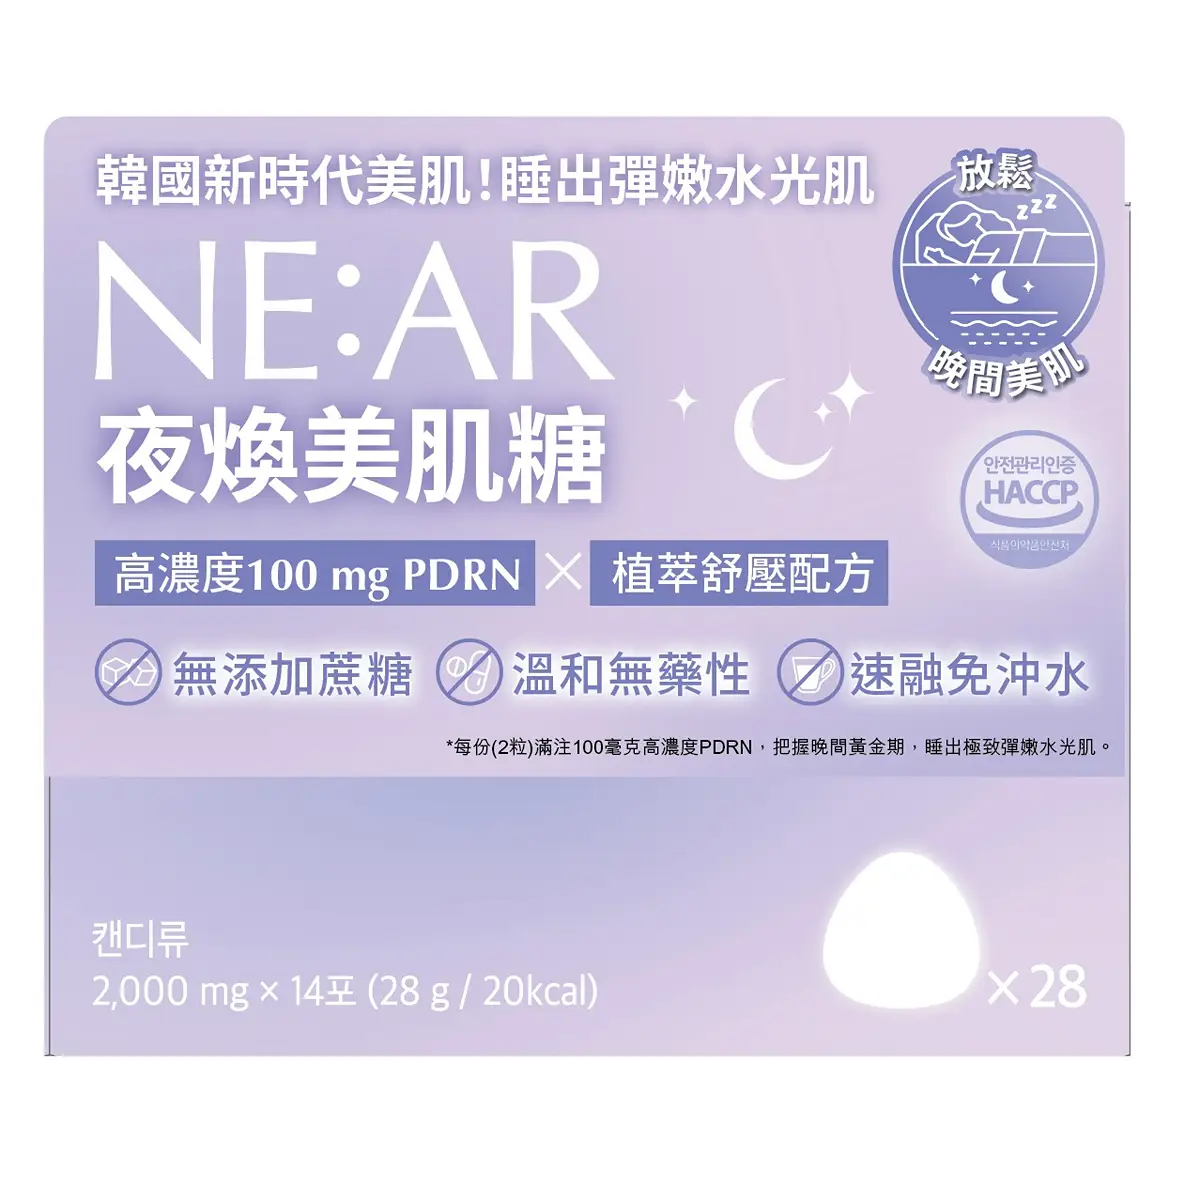 韓國新時代美肌!睡出彈嫩水光肌
放鬆
zzz
NE:AR
晚間美肌
夜煥美肌糖
안전관리인증
HACCP
식품의약품안전처
高濃度100 mg PDRN × 植萃舒壓配方
無添加蔗糖 溫和無藥性 速融免沖水
*每份(2粒)滿注100毫克高濃度PDRN，把握晚間黃金期，睡出極致彈嫩水光肌。
캔디류
2,000 mg × 14포 (28 g / 20kcal)
×28